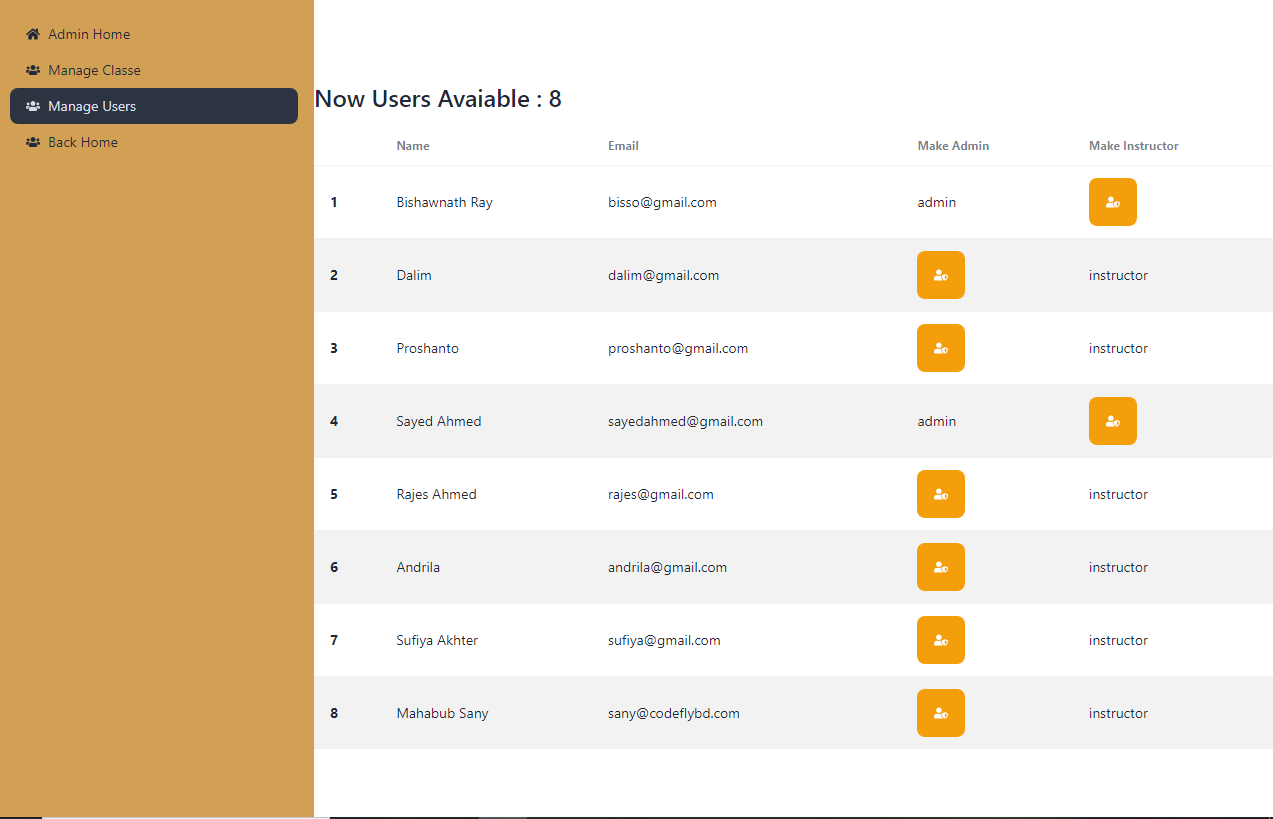 Admin Home
Manage Classe
Manage Users
Back Home
Now Users Avaiable : 8
Name Email Make Admin Make Instructor
1 Bishawnath Ray bisso@gmail.com admin
2 Dalim dalim@gmail.com instructor
3 Proshanto proshanto@gmail.com instructor
4 Sayed Ahmed sayedahmed@gmail.com admin
5 Rajes Ahmed rajes@gmail.com instructor
6 Andrila andrila@gmail.com instructor
7 Sufiya Akhter sufiya@gmail.com instructor
8 Mahabub Sany sany@codeflybd.com instructor